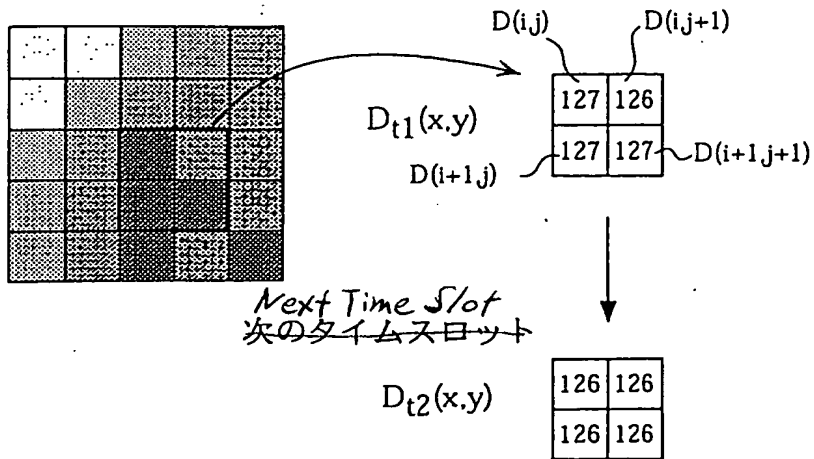 D(i,j) D(i,j+1)
127 126
Dt1(x,y)
127 127
D(i+1,j) D(i+1,j+1)
Next Time Slot
次のタイムスロット
126 126
Dt2(x,y)
126 126